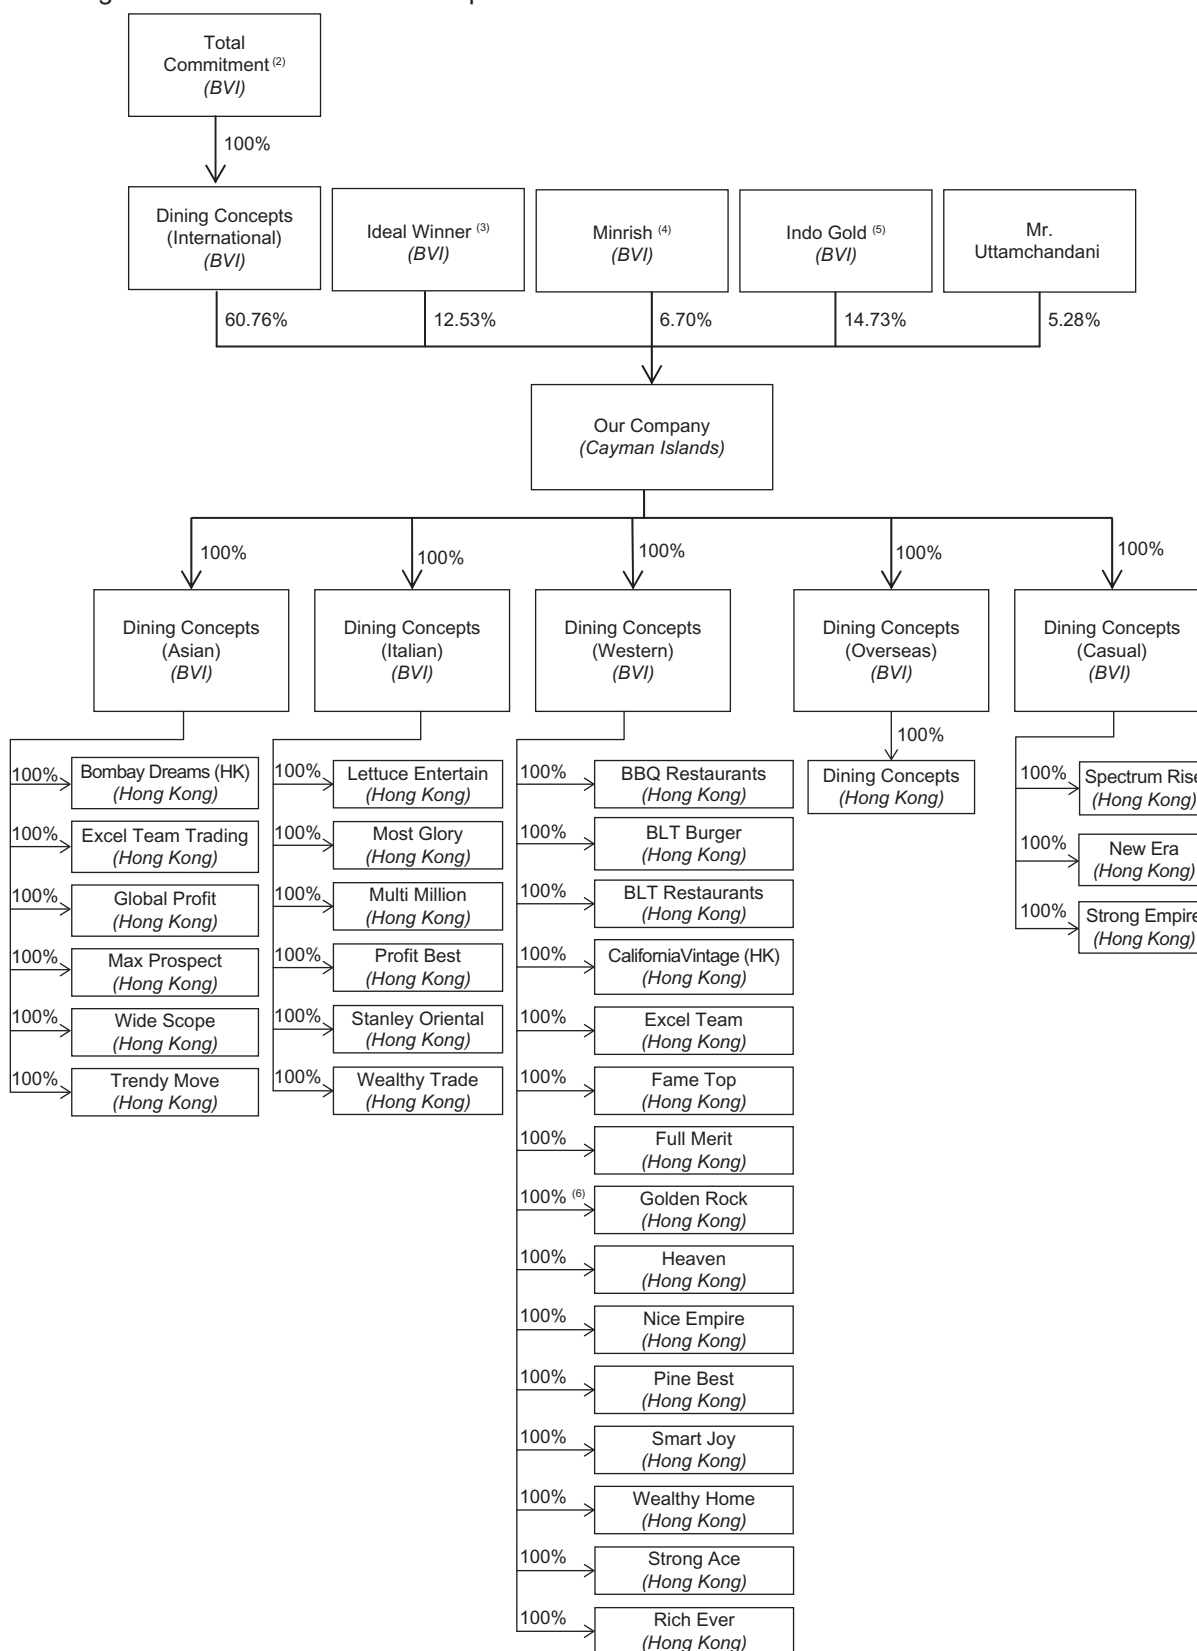 Total
Commitment (2)
(BVI)
100%
Dining Concepts
(International)
(BVI)
Ideal Winner (3)
(BVI)
Minrish (4)
(BVI)
Indo Gold (5)
(BVI)
Mr.
Uttamchandani
60.76%
12.53%
6.70%
14.73%
5.28%
Our Company
(Cayman Islands)
100%
100%
100%
100%
100%
Dining Concepts
(Asian)
(BVI)
Dining Concepts
(Italian)
(BVI)
Dining Concepts
(Western)
(BVI)
Dining Concepts
(Overseas)
(BVI)
Dining Concepts
(Casual)
(BVI)
100%
Bombay Dreams (HK)
(Hong Kong)
100%
Excel Team Trading
(Hong Kong)
100%
Global Profit
(Hong Kong)
100%
Max Prospect
(Hong Kong)
100%
Wide Scope
(Hong Kong)
100%
Trendy Move
(Hong Kong)
100%
Lettuce Entertain
(Hong Kong)
100%
Most Glory
(Hong Kong)
100%
Multi Million
(Hong Kong)
100%
Profit Best
(Hong Kong)
100%
Stanley Oriental
(Hong Kong)
100%
Wealthy Trade
(Hong Kong)
100%
BBQ Restaurants
(Hong Kong)
100%
BLT Burger
(Hong Kong)
100%
BLT Restaurants
(Hong Kong)
100%
CaliforniaVintage (HK)
(Hong Kong)
100%
Excel Team
(Hong Kong)
100%
Fame Top
(Hong Kong)
100%
Full Merit
(Hong Kong)
100% (6)
Golden Rock
(Hong Kong)
100%
Heaven
(Hong Kong)
100%
Nice Empire
(Hong Kong)
100%
Pine Best
(Hong Kong)
100%
Smart Joy
(Hong Kong)
100%
Wealthy Home
(Hong Kong)
100%
Strong Ace
(Hong Kong)
100%
Rich Ever
(Hong Kong)
100%
Dining Concepts
(Hong Kong)
100%
Spectrum Rise
(Hong Kong)
100%
New Era
(Hong Kong)
100%
Strong Empire
(Hong Kong)